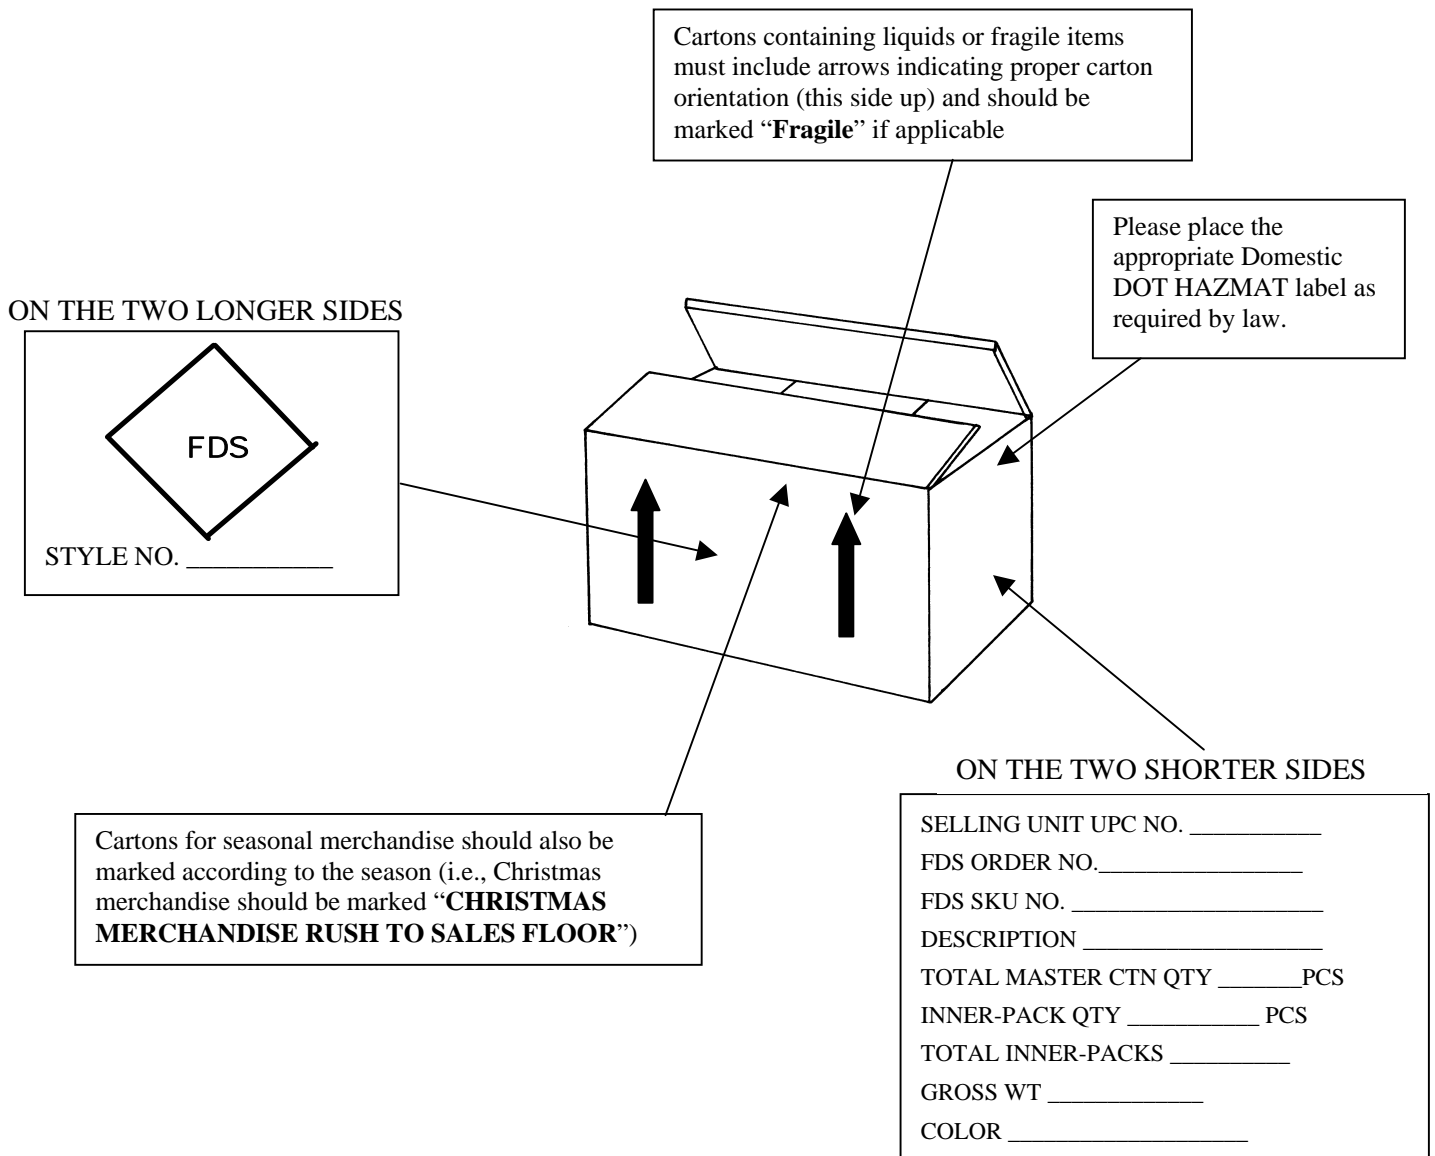 Cartons containing liquids or fragile items
must include arrows indicating proper carton
orientation (this side up) and should be
marked “Fragile” if applicable
Please place the
appropriate Domestic
DOT HAZMAT label as
required by law.
ON THE TWO LONGER SIDES
FDS
STYLE NO. ___________
Cartons for seasonal merchandise should also be
marked according to the season (i.e., Christmas
merchandise should be marked “CHRISTMAS
MERCHANDISE RUSH TO SALES FLOOR”)
ON THE TWO SHORTER SIDES
SELLING UNIT UPC NO. ___________
FDS ORDER NO._________________
FDS SKU NO. _____________________
DESCRIPTION ____________________
TOTAL MASTER CTN QTY _______PCS
INNER-PACK QTY ___________ PCS
TOTAL INNER-PACKS __________
GROSS WT _____________
COLOR ____________________